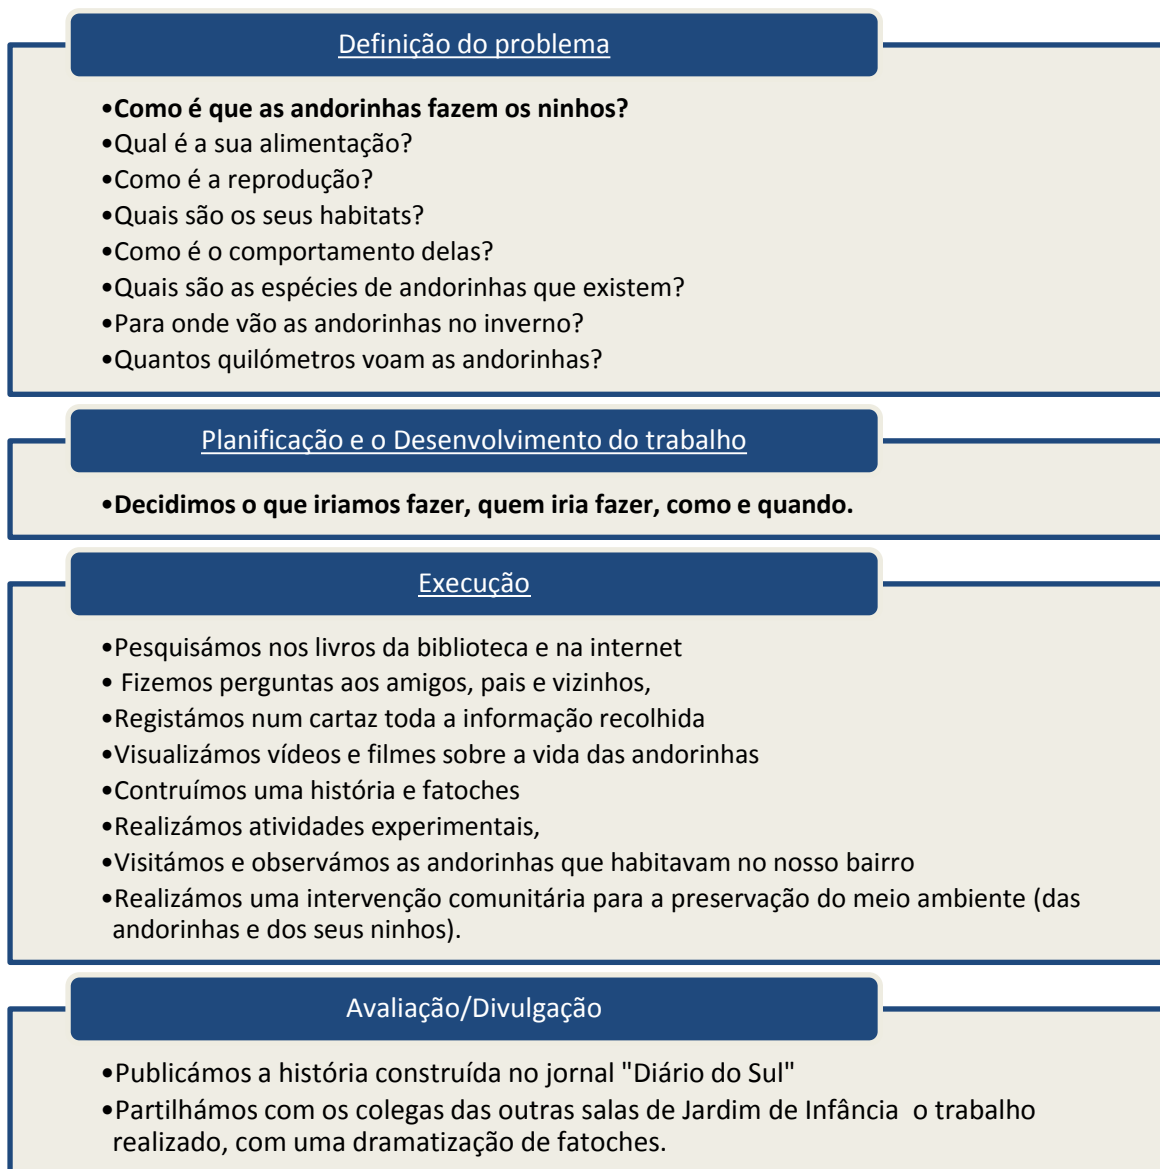 Definição do problema
•Como é que as andorinhas fazem os ninhos?
•Qual é a sua alimentação?
•Como é a reprodução?
•Quais são os seus habitats?
•Como é o comportamento delas?
•Quais são as espécies de andorinhas que existem?
•Para onde vão as andorinhas no inverno?
•Quantos quilómetros voam as andorinhas?
Planificação e o Desenvolvimento do trabalho
•Decidimos o que iriamos fazer, quem iria fazer, como e quando.
Execução
•Pesquisámos nos livros da biblioteca e na internet
• Fizemos perguntas aos amigos, pais e vizinhos,
•Registámos num cartaz toda a informação recolhida
•Visualizámos vídeos e filmes sobre a vida das andorinhas
•Contruímos uma história e fatoches
•Realizámos atividades experimentais,
•Visitámos e observámos as andorinhas que habitavam no nosso bairro
•Realizámos uma intervenção comunitária para a preservação do meio ambiente (das
andorinhas e dos seus ninhos).
Avaliação/Divulgação
•Publicámos a história construída no jornal "Diário do Sul"
•Partilhámos com os colegas das outras salas de Jardim de Infância  o trabalho
realizado, com uma dramatização de fatoches.